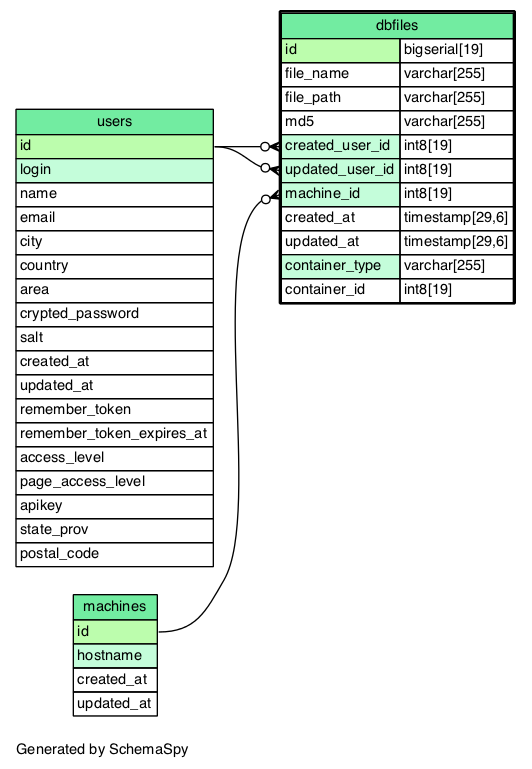 dbfiles
id bigserial[19]
file_name varchar[255]
file_path varchar[255]
md5 varchar[255]
created_user_id int8[19]
updated_user_id int8[19]
machine_id int8[19]
created_at timestamp[29,6]
updated_at timestamp[29,6]
container_type varchar[255]
container_id int8[19]
users
id
login
name
email
city
country
area
crypted_password
salt
created_at
updated_at
remember_token
remember_token_expires_at
access_level
page_access_level
apikey
state_prov
postal_code
machines
id
hostname
created_at
updated_at
Generated by SchemaSpy